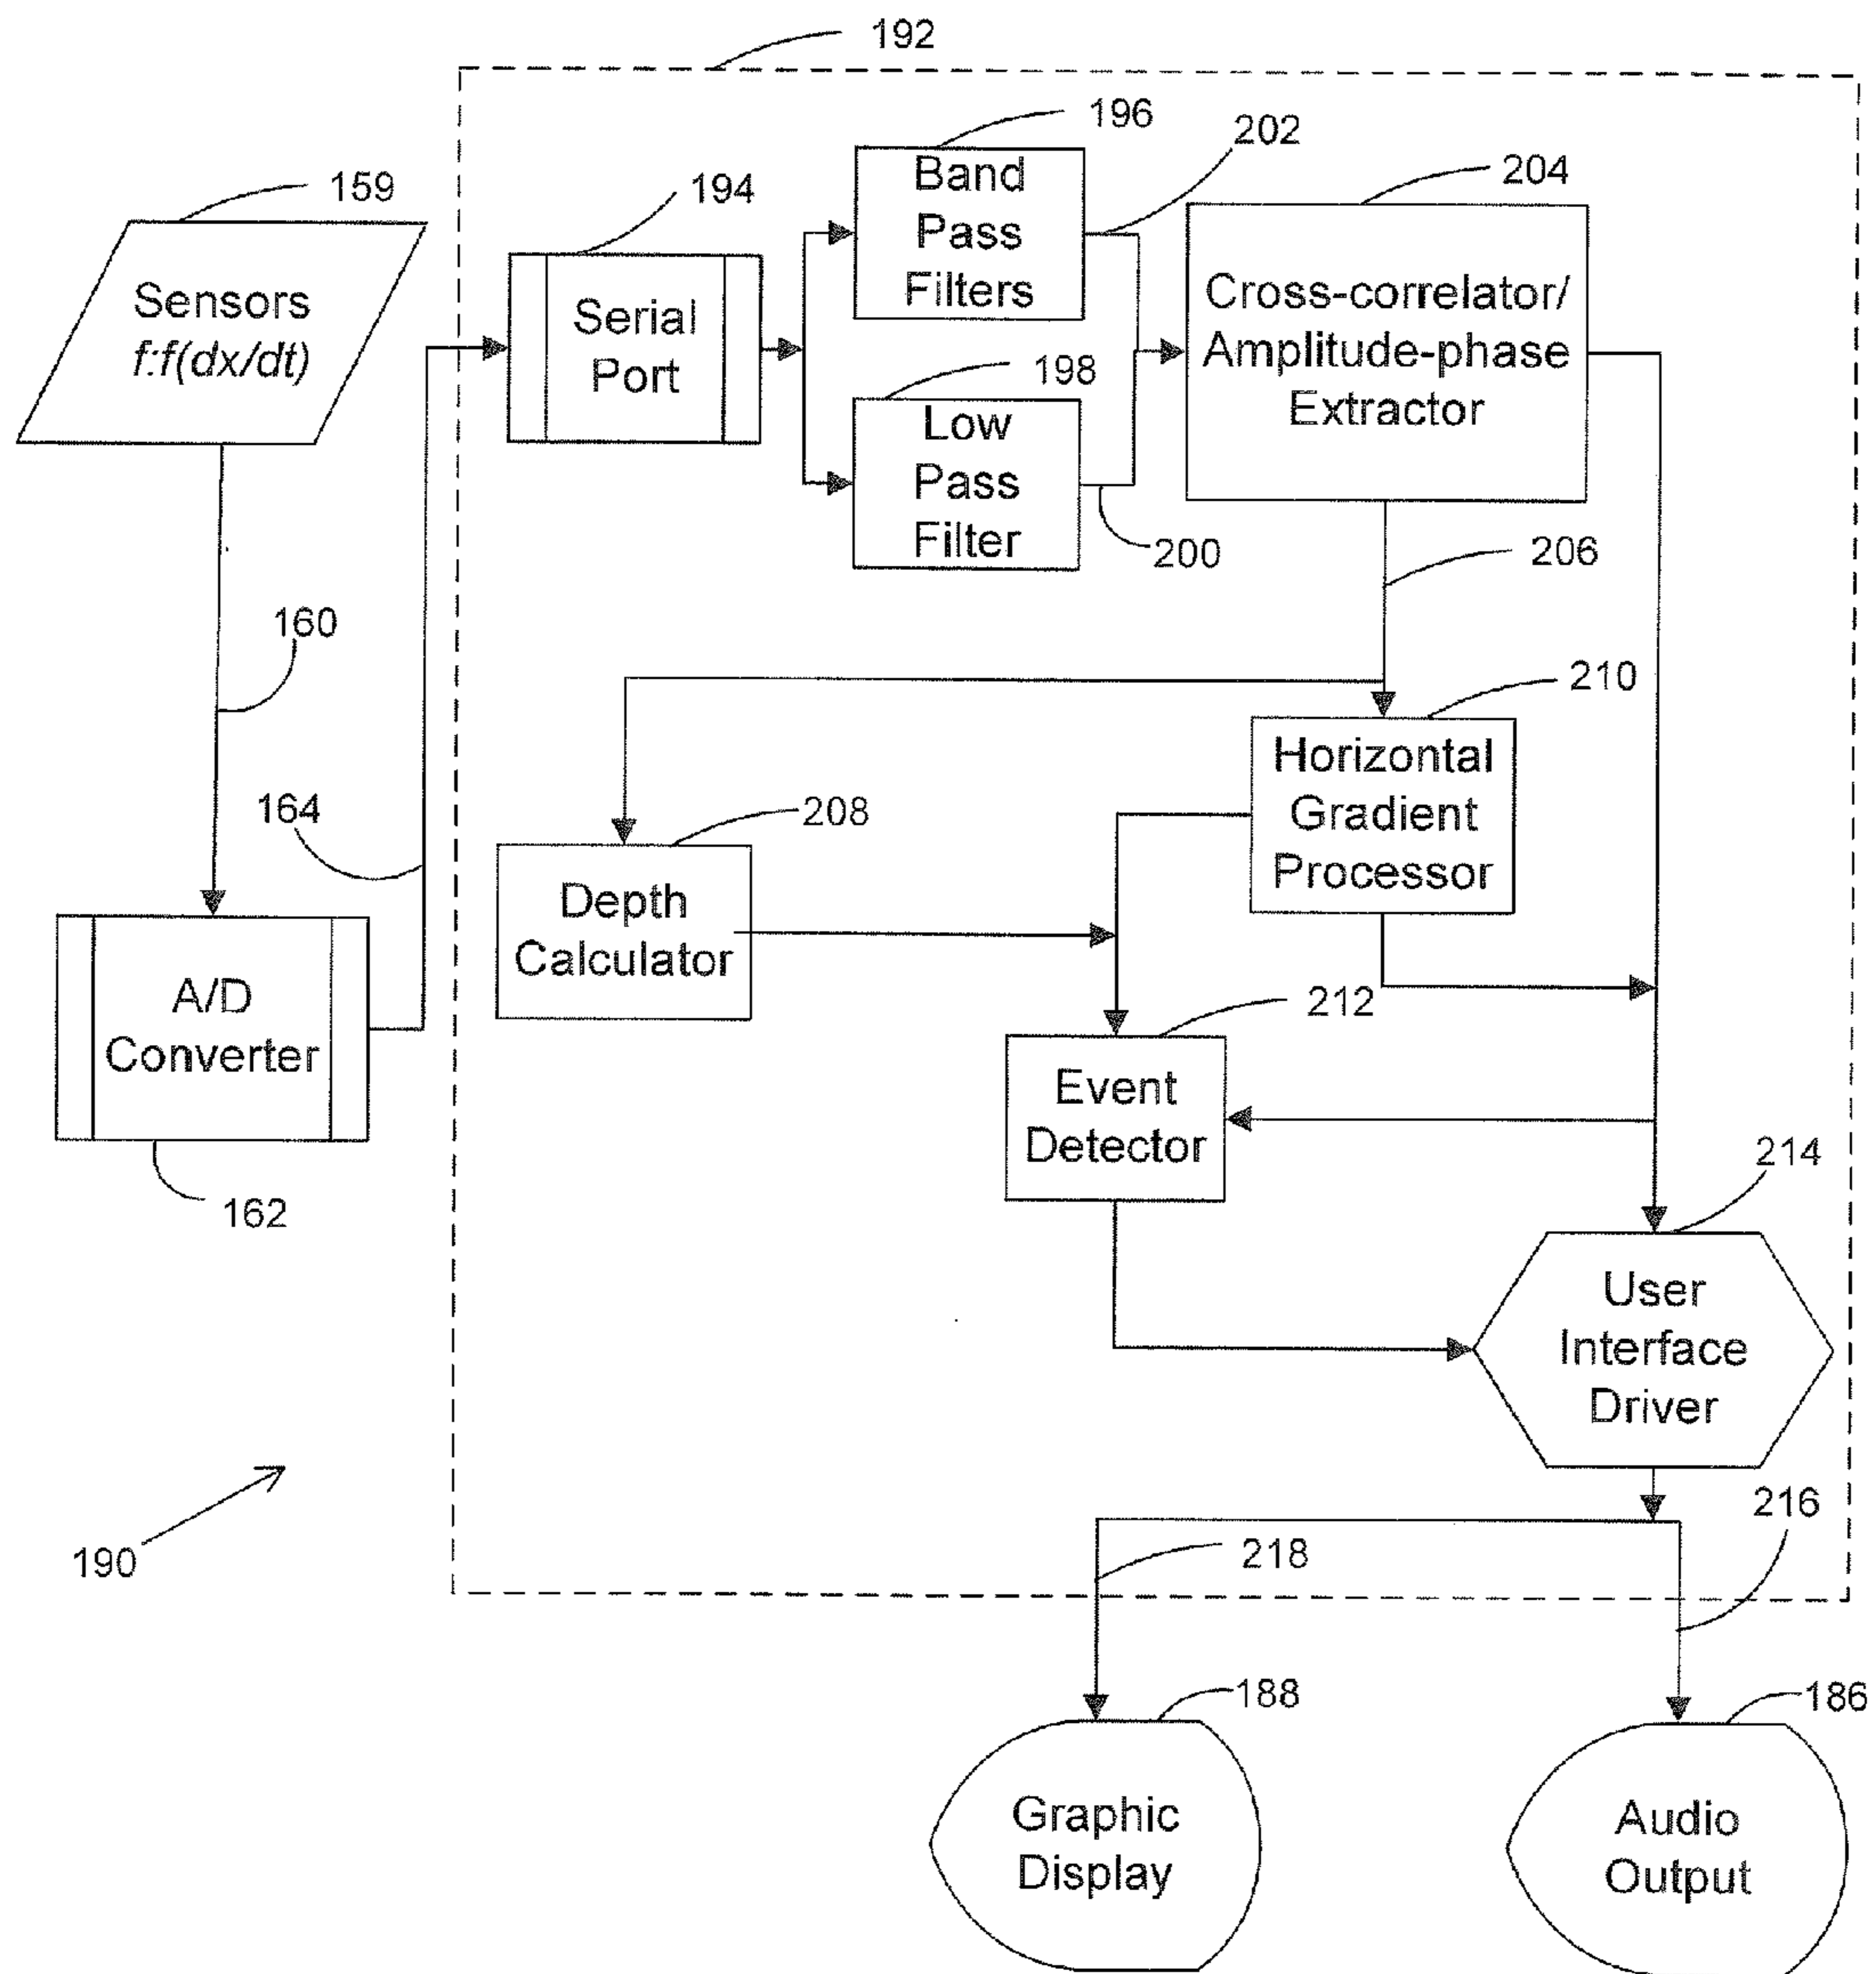 192
196
202
159
194
Band
Pass
Filters
204
Sensors
f:f(dx/dt)
Serial
Port
Cross-correlator/
Amplitude-phase
Extractor
198
Low
Pass
Filter
200
206
160
210
Horizontal
Gradient
Processor
164
208
Depth
Calculator
A/D
Converter
212
Event
Detector
162
214
User
Interface
Driver
190
218
216
188
186
Graphic
Display
Audio
Output